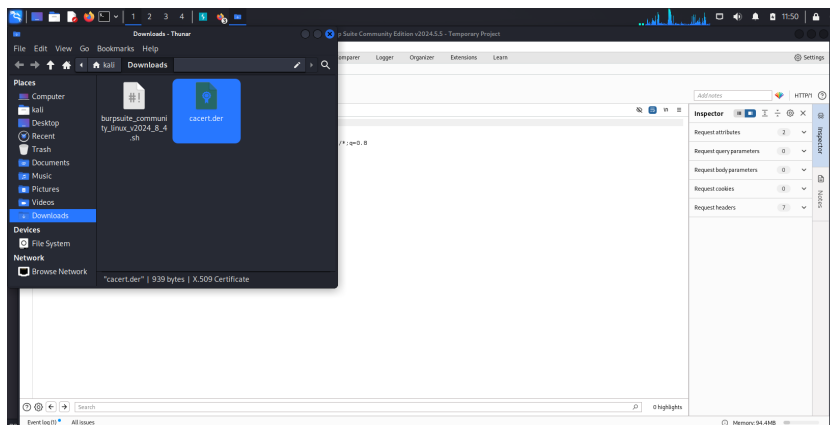 1 2 3 4
11:50
Downloads - Thunar
p Suite Community Edition v2024.5.5 - Temporary Project
File Edit View Go Bookmarks Help
omparer Logger Organizer Extensions Learn
Settings
kali Downloads
Places
Computer
kali
Desktop
Recent
Trash
Documents
Music
Pictures
Videos
Downloads
Devices
File System
Network
Browse Network
#!
burpsuite_communi
ty_linux_v2024_8_4
.sh
cacert.der
"cacert.der" | 939 bytes | X.509 Certificate
/*;q=0.8
Add notes
HTTP/1
Inspector
Request attributes 2
Request query parameters 0
Request body parameters 0
Request cookies 0
Request headers 7
Inspector
Notes
Search
0 highlights
Event log (1) All issues
Memory: 94.4MB